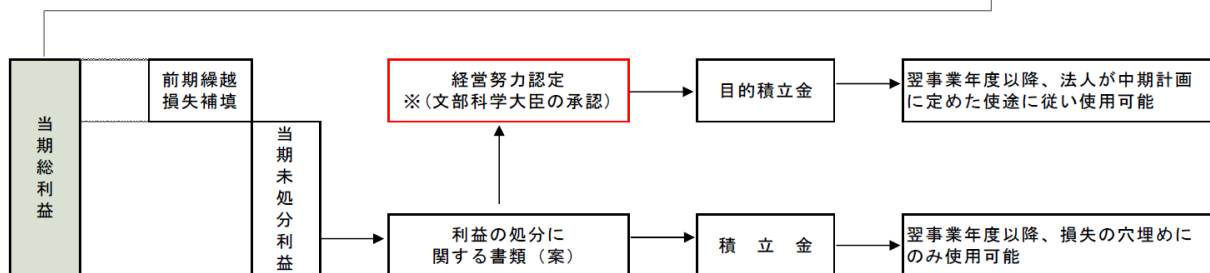 当期総利益
前期繰越
損失補填
当期未処分利益
経営努力認定
※（文部科学大臣の承認）
目的積立金
翌事業年度以降、法人が中期計画
に定めた使途に従い使用可能
利益の処分に
関する書類（案）
積　立　金
翌事業年度以降、損失の穴埋めに
のみ使用可能